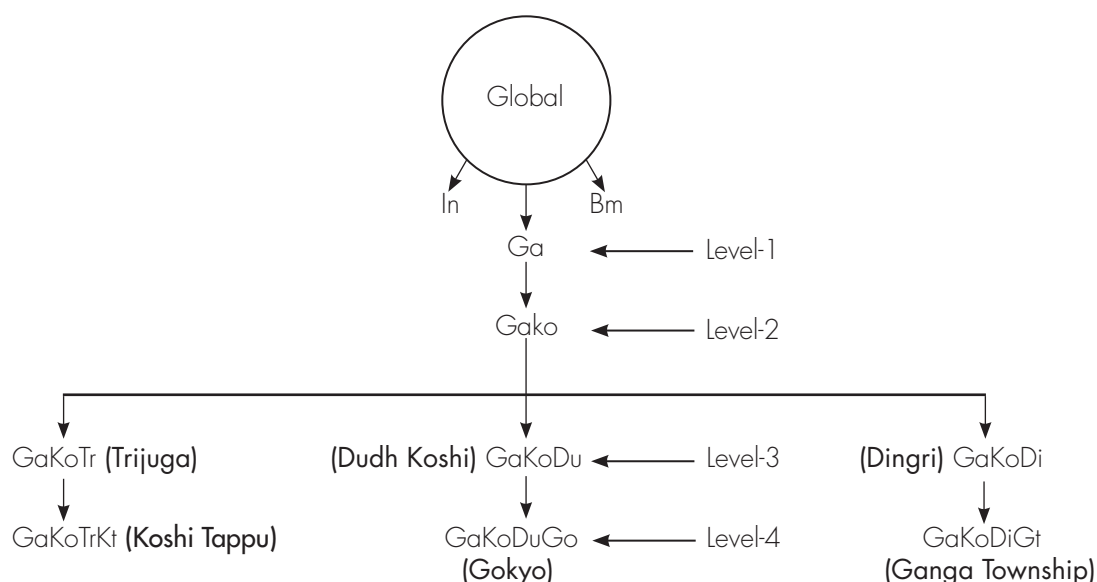 Global
In
Bm
Ga
Level-1
Gako
Level-2
GaKoTr (Trijuga)
(Dudh Koshi) GaKoDu
Level-3
(Dingri) GaKoDi
GaKoTrKt (Koshi Tappu)
GaKoDuGo
(Gokyo)
Level-4
GaKoDiGt
(Ganga Township)